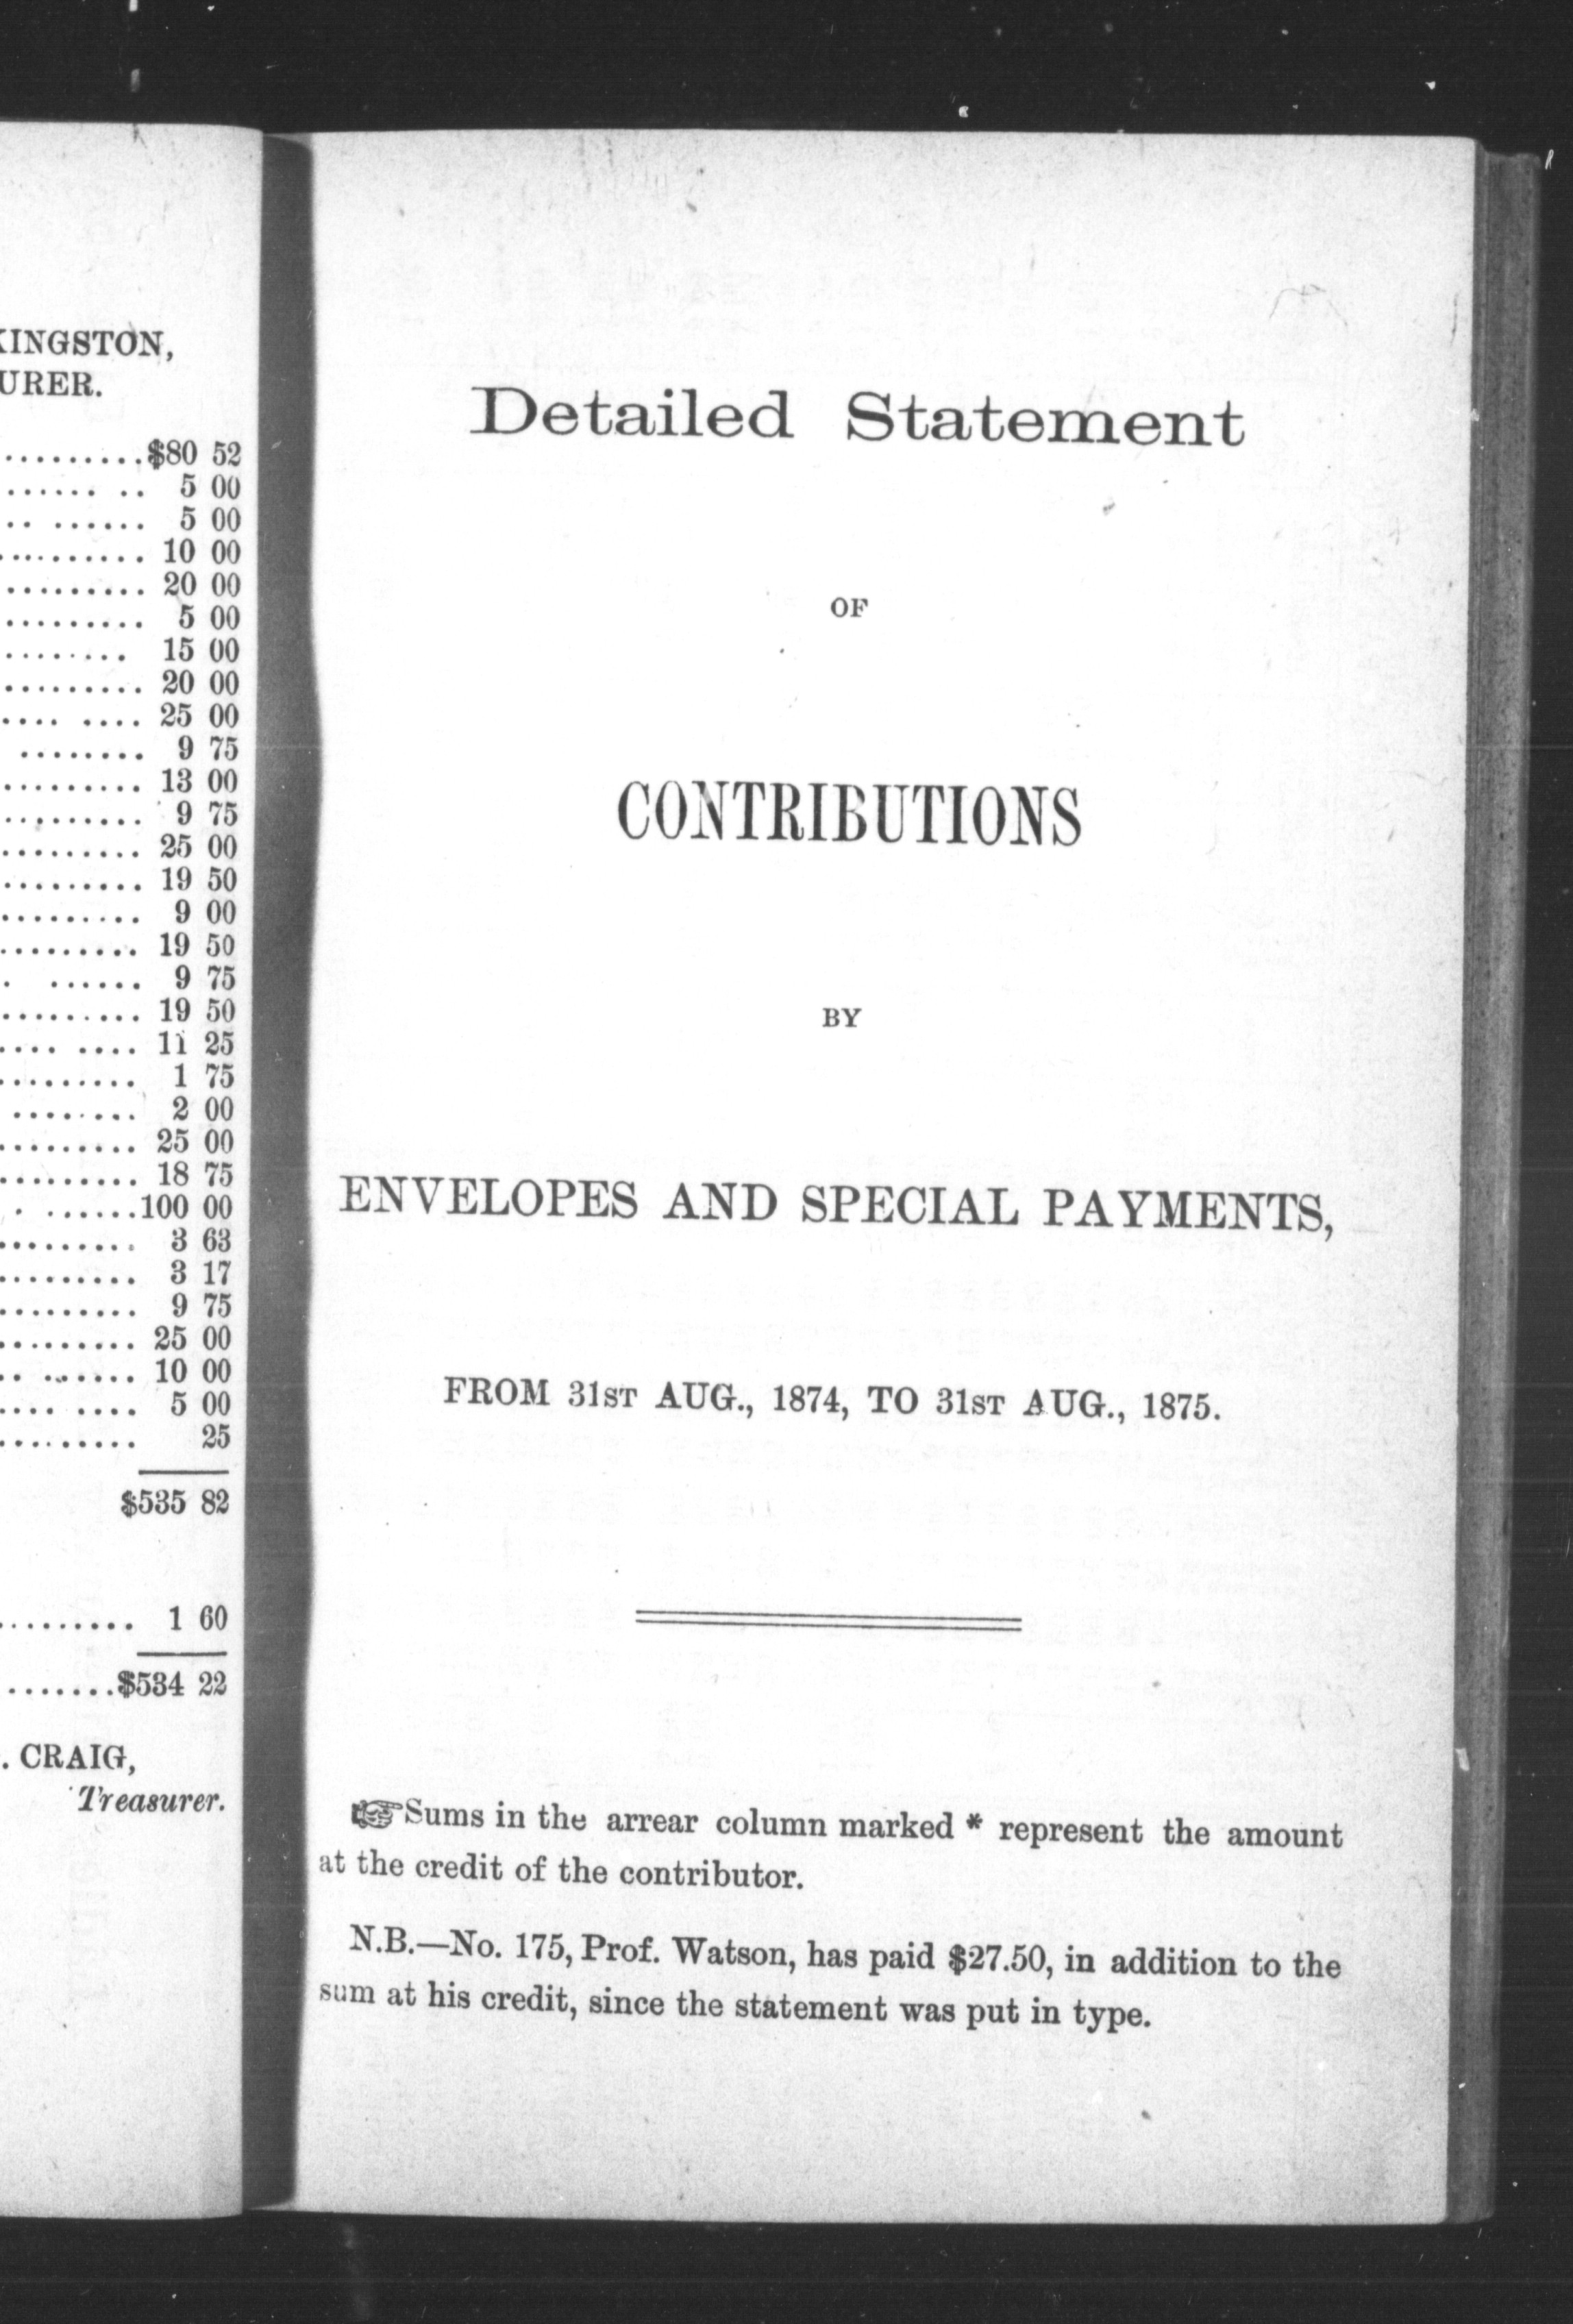 KINGSTON,
URER.
.........$80 52
...... .. 5 00
.. ...... 5 00
.......... 10 00
......... 20 00
......... 5 00
........ 15 00
......... 20 00
.... .... 25 00
........ 9 75
......... 13 00
......... 9 75
......... 25 00
......... 19 50
......... 9 00
......... 19 50
. ...... 9 75
......... 19 50
.... .... 11 25
......... 1 75
........ 2 00
......... 25 00
......... 18 75
. ......100 00
......... 3 63
......... 3 17
......... 9 75
......... 25 00
.. ...... 10 00
.... .... 5 00
......... 25
$535 82
......... 1 60
.......$534 22
. CRAIG,
Treasurer.
Detailed Statement
OF
CONTRIBUTIONS
BY
ENVELOPES AND SPECIAL PAYMENTS,
FROM 31ST AUG., 1874, TO 31ST AUG., 1875.
☞Sums in the arrear column marked * represent the amount
at the credit of the contributor.
N.B.—No. 175, Prof. Watson, has paid $27.50, in addition to the
sum at his credit, since the statement was put in type.